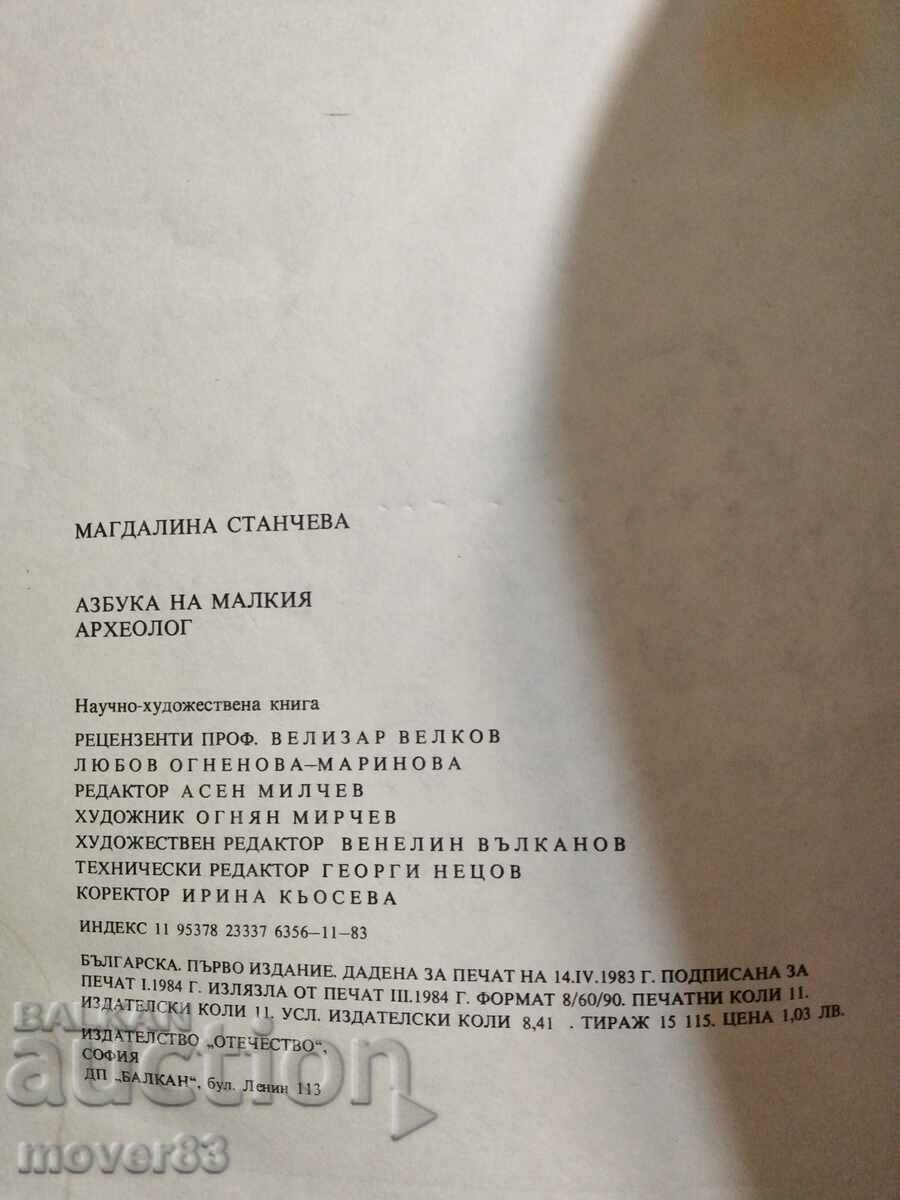 МАГДАЛИНА СТАНЧЕВА
АЗБУКА НА МАЛКИЯ
АРХЕОЛОГ
Научно-художествена книга
РЕЦЕНЗЕНТИ ПРОФ. ВЕЛИЗАР ВЕЛКОВ
ЛЮБОВ ОГНЕНОВА—МАРИНОВА
РЕДАКТОР АСЕН МИЛЧЕВ
ХУДОЖНИК ОГНЯН МИРЧЕВ
ХУДОЖЕСТВЕН РЕДАКТОР ВЕНЕЛИН ВЪЛКАНОВ
ТЕХНИЧЕСКИ РЕДАКТОР ГЕОРГИ НЕЦОВ
КОРЕКТОР ИРИНА КЬОСЕВА
ИНДЕКС 11 95378 23337 6356—11—83
БЪЛГАРСКА. ПЪРВО ИЗДАНИЕ. ДАДЕНА ЗА ПЕЧАТ НА 14.IV.1983 Г. ПОДПИСАНА ЗА
ПЕЧАТ I.1984 Г. ИЗЛЯЗЛА ОТ ПЕЧАТ III.1984 Г. ФОРМАТ 8/60/90. ПЕЧАТНИ КОЛИ 11.
ИЗДАТЕЛСКИ КОЛИ 11. УСЛ. ИЗДАТЕЛСКИ КОЛИ 8,41 . ТИРАЖ 15 115. ЦЕНА 1,03 ЛВ.
ИЗДАТЕЛСТВО „ОТЕЧЕСТВО“,
СОФИЯ
ДП „БАЛКАН“, бул. Ленин 113
BALKAN
auction
mover83